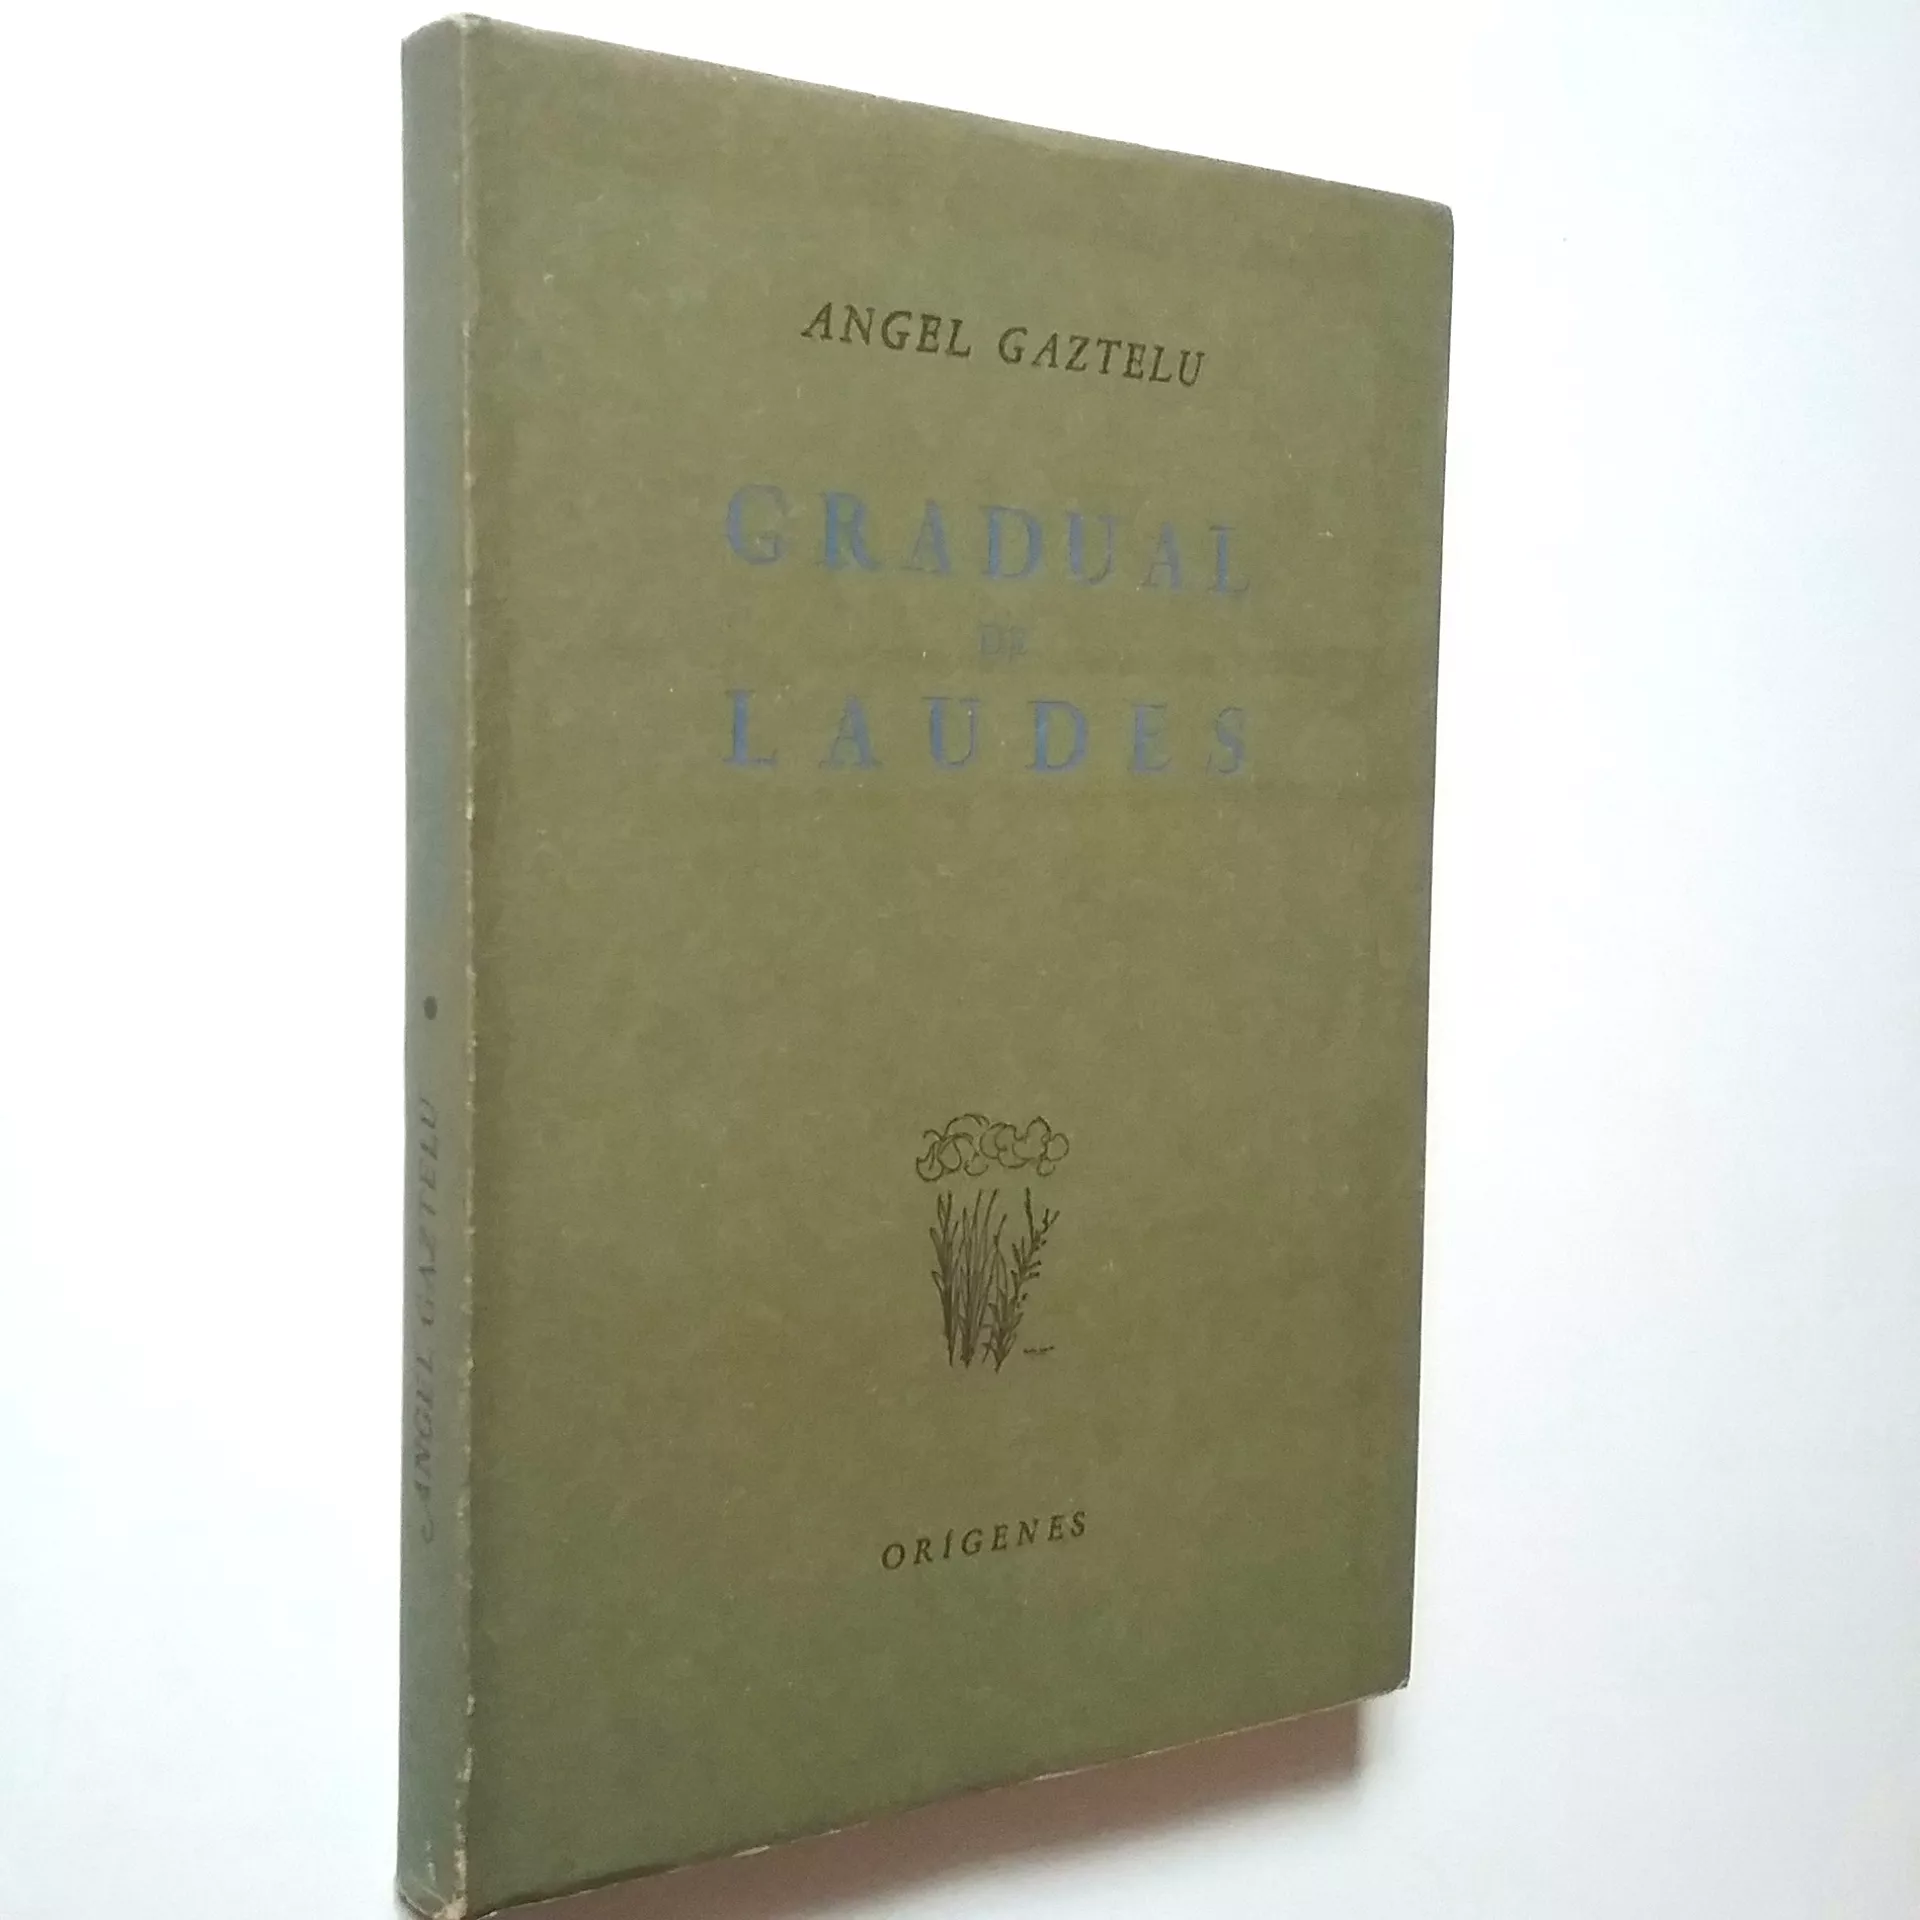 ANGEL GAZTELU
GRADUAL
DE
LAUDES
ORÍGENES
ANGEL GAZTELU •